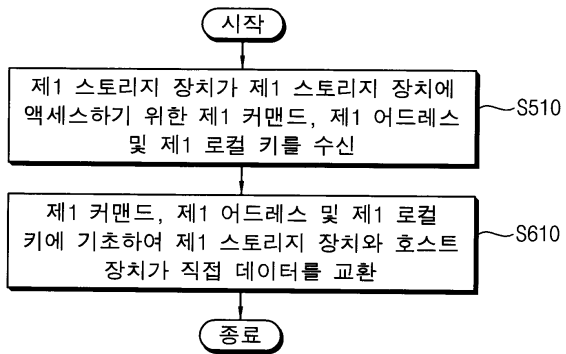 시작
제1 스토리지 장치가 제1 스토리지 장치에
액세스하기 위한 제1 커맨드, 제1 어드레스
및 제1 로컬 키를 수신
S510
제1 커맨드, 제1 어드레스 및 제1 로컬
키에 기초하여 제1 스토리지 장치와 호스트
장치가 직접 데이터를 교환
S610
종료